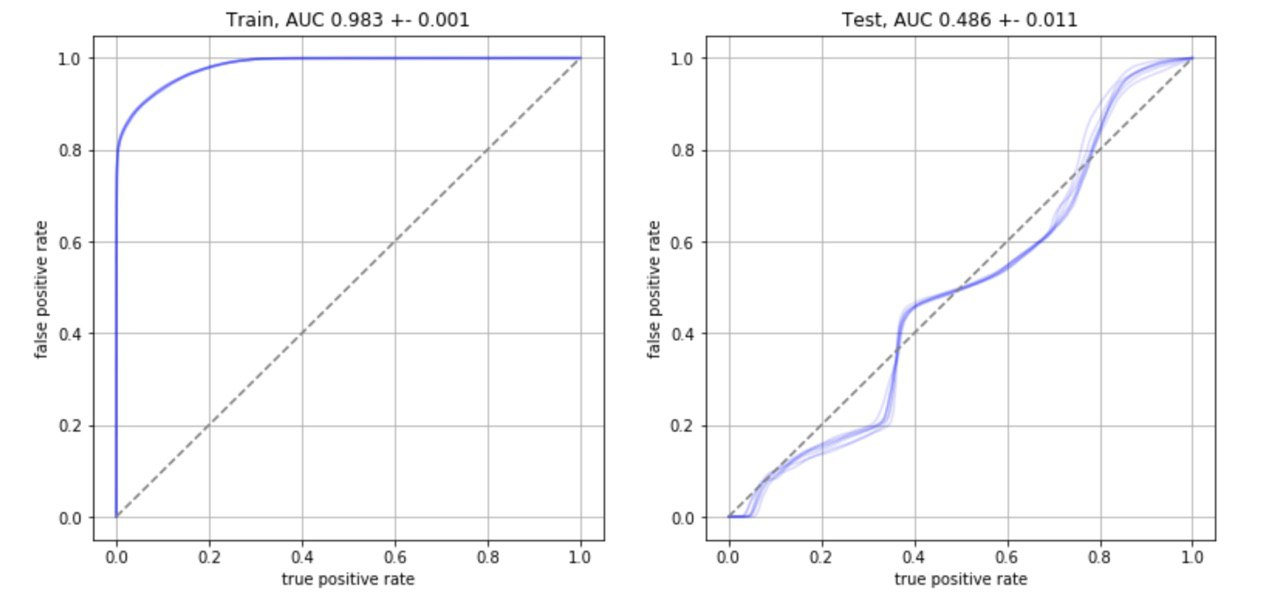 Train, AUC 0.983 +- 0.001
1.0
0.8
0.6
0.4
0.2
0.0
false positive rate
0.0 0.2 0.4 0.6 0.8 1.0
true positive rate
Test, AUC 0.486 +- 0.011
1.0
0.8
0.6
0.4
0.2
0.0
false positive rate
0.0 0.2 0.4 0.6 0.8 1.0
true positive rate